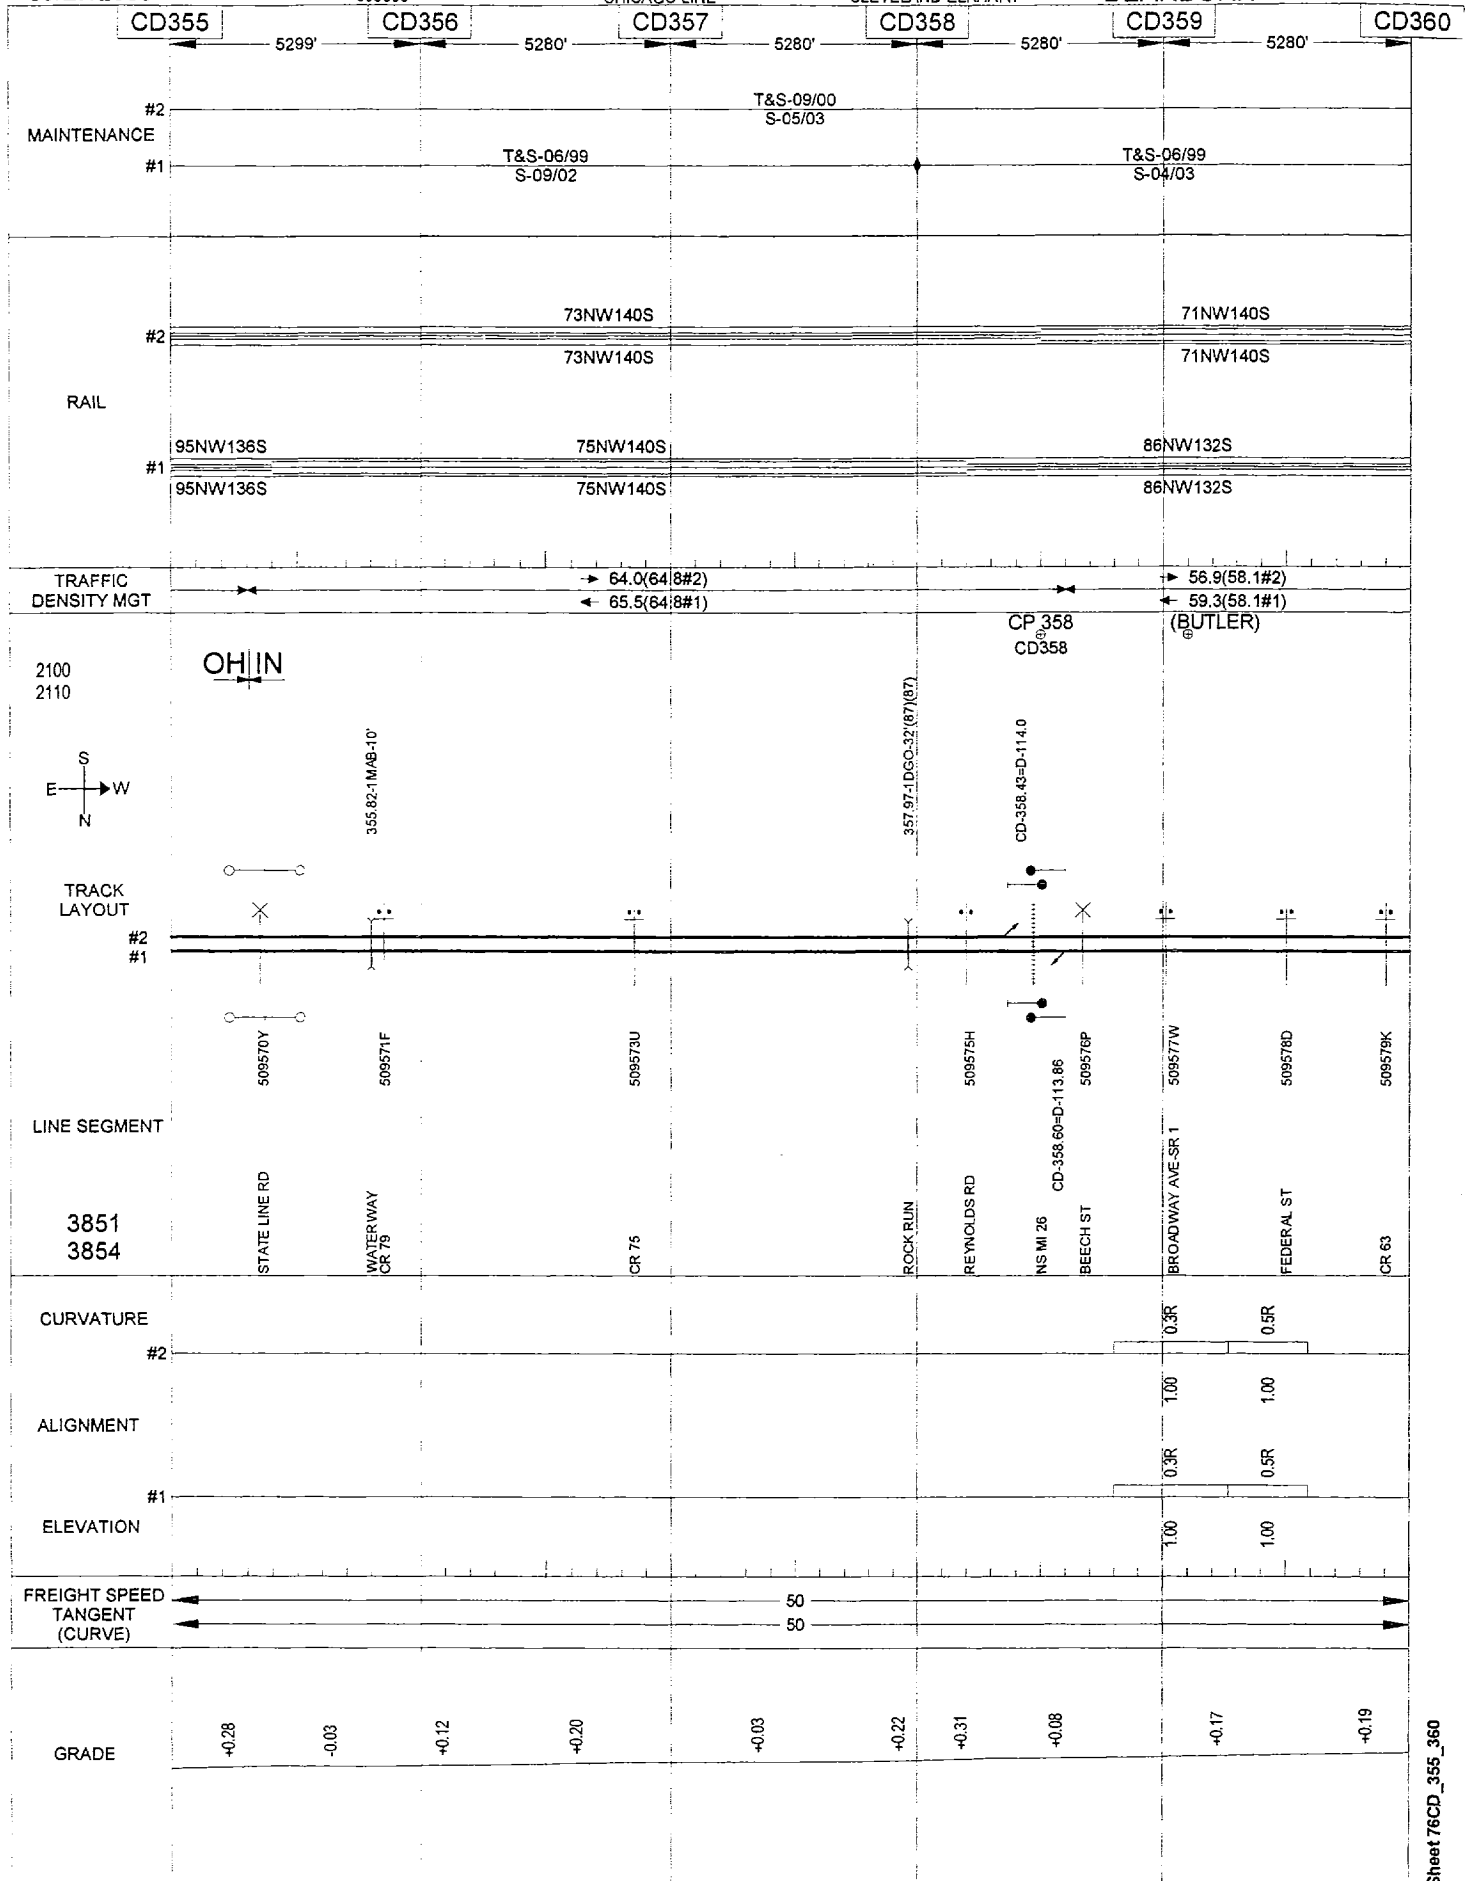 CHICAGO LINE
CD355 CD356 CD357 CD358 CD359 CD360
5299' 5280' 5280' 5280' 5280'
MAINTENANCE
#2
T&S-09/00
S-05/03
#1
T&S-06/99
S-09/02
T&S-06/99
S-04/03
RAIL
#2
73NW140S 71NW140S
73NW140S 71NW140S
#1
95NW136S 75NW140S 86NW132S
95NW136S 75NW140S 86NW132S
TRAFFIC
DENSITY MGT
64.0(64.8#2) 56.9(58.1#2)
65.5(64.8#1) 59.3(58.1#1)
CP 358
CD358
(BUTLER)
2100
2110
OH IN
S
E W
N
355.82-1MAB-10'
357.97-1DGO-32'(87)(87)
CD-358.43=D-114.0
TRACK
LAYOUT
#2
#1
509570Y
509571F
509573U
509575H
CD-358.60=D-113.86
509576P
509577W
509578D
509579K
LINE SEGMENT
3851
3854
STATE LINE RD
WATERWAY
CR 79
CR 75
ROCK RUN
REYNOLDS RD
NS MI 26
BEECH ST
BROADWAY AVE-SR 1
FEDERAL ST
CR 63
CURVATURE
#2
0.3R 0.5R
1.00 1.00
ALIGNMENT
#1
0.3R 0.5R
1.00 1.00
ELEVATION
FREIGHT SPEED
TANGENT
(CURVE)
50
50
GRADE
+0.28 -0.03 +0.12 +0.20 +0.03 +0.22 +0.31 +0.08 +0.17 +0.19
Sheet 76CD_355_360